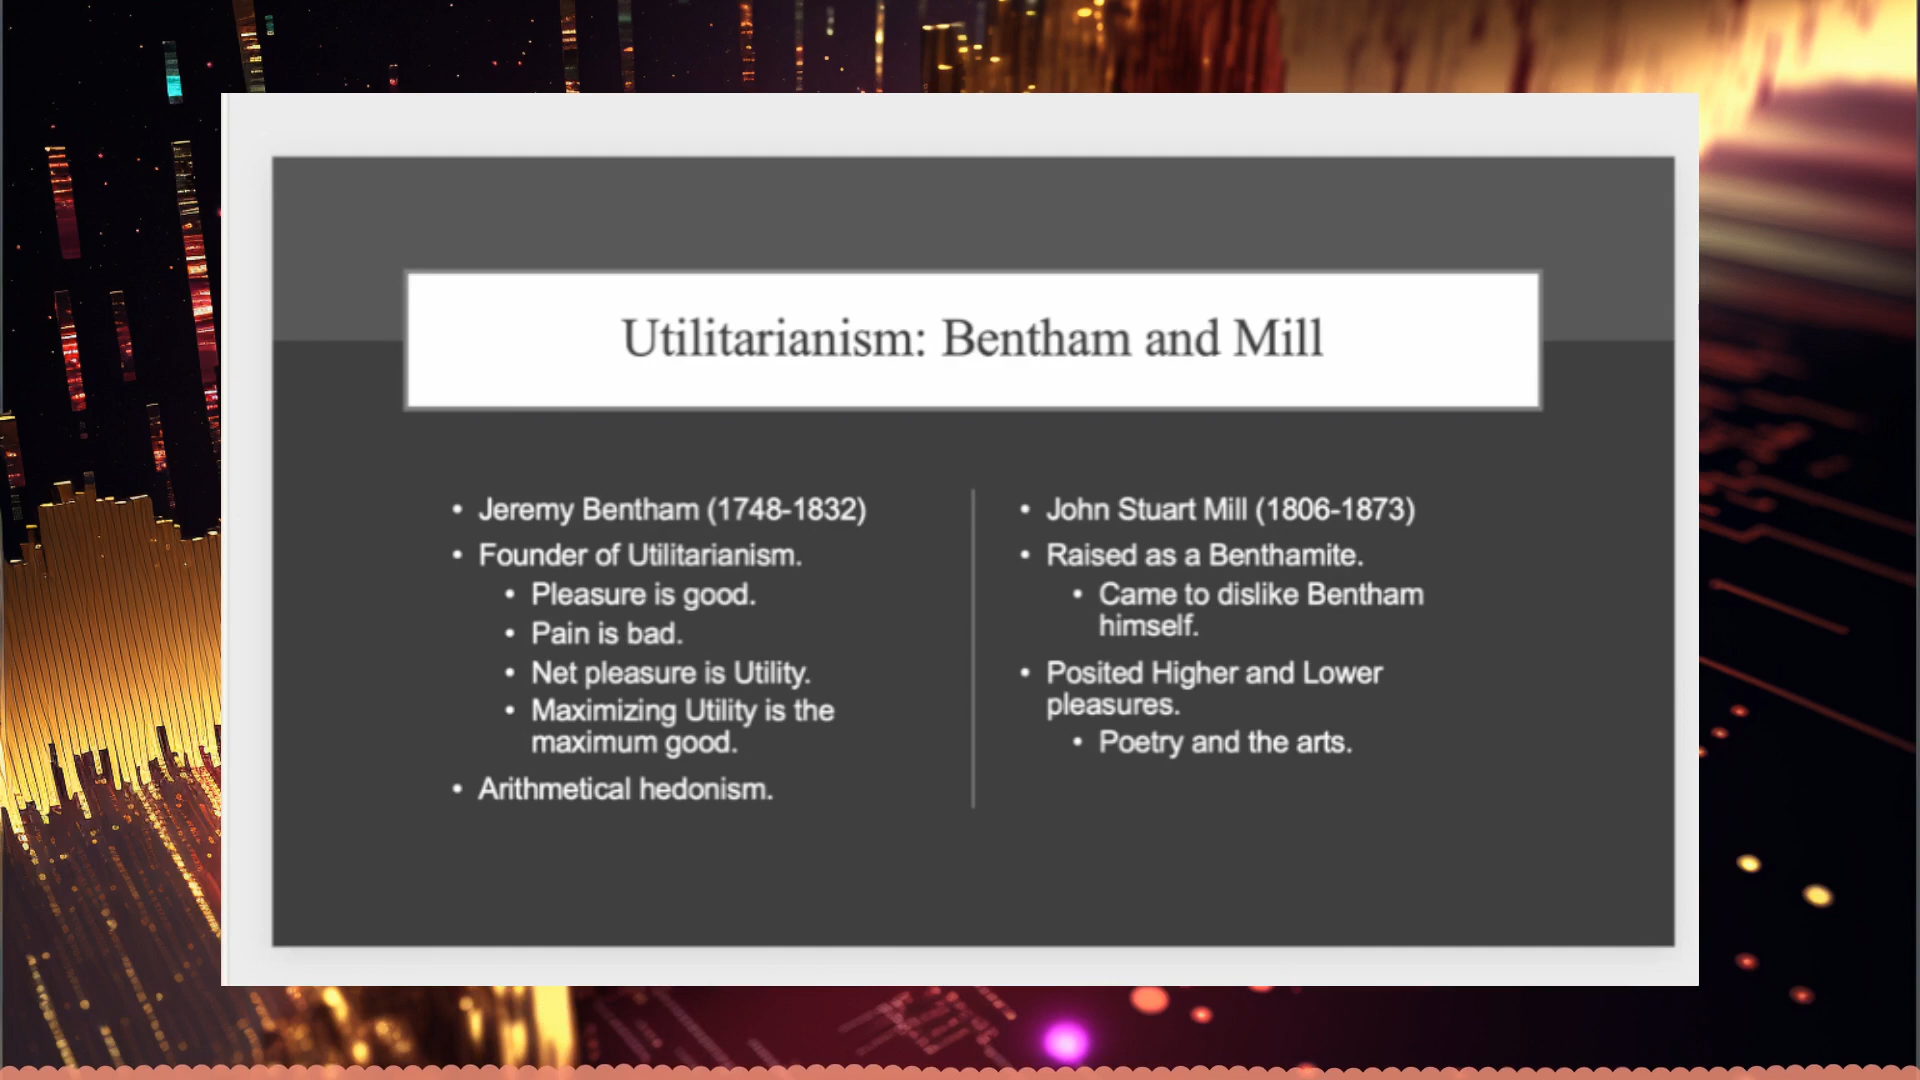 Utilitarianism: Bentham and Mill
• Jeremy Bentham (1748-1832)
• Founder of Utilitarianism.
• Pleasure is good.
• Pain is bad.
• Net pleasure is Utility.
• Maximizing Utility is the
maximum good.
• Arithmetical hedonism.
• John Stuart Mill (1806-1873)
• Raised as a Benthamite.
• Came to dislike Bentham
himself.
• Posited Higher and Lower
pleasures.
• Poetry and the arts.